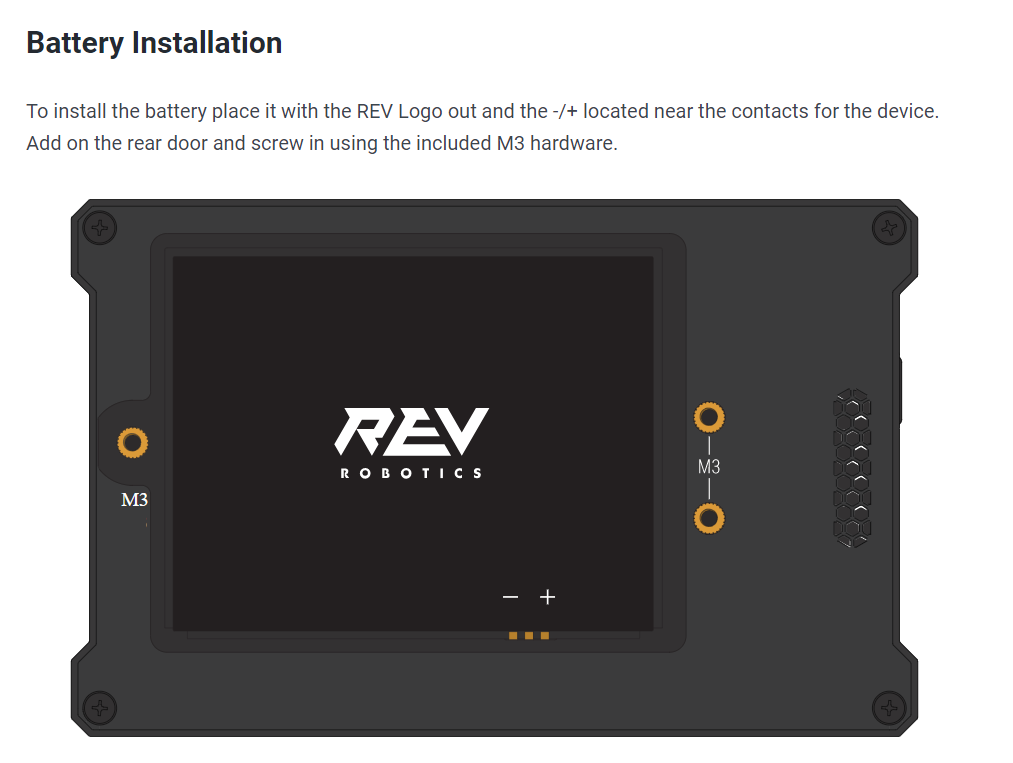 Battery Installation
To install the battery place it with the REV Logo out and the -/+ located near the contacts for the device.
Add on the rear door and screw in using the included M3 hardware.
REV
ROBOTICS
M3
M3
− +